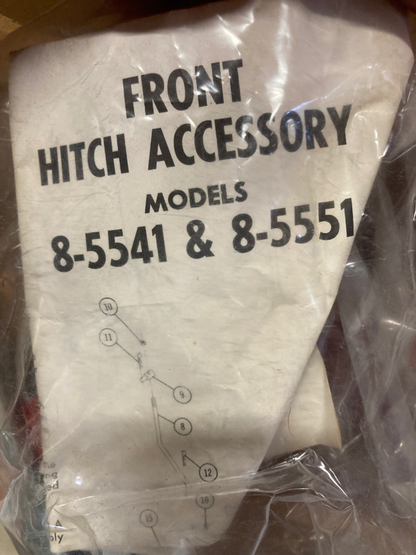 FRONT
HITCH ACCESSORY
MODELS
8-5541 & 8-5551
10
11
9
8
12
16
15
A